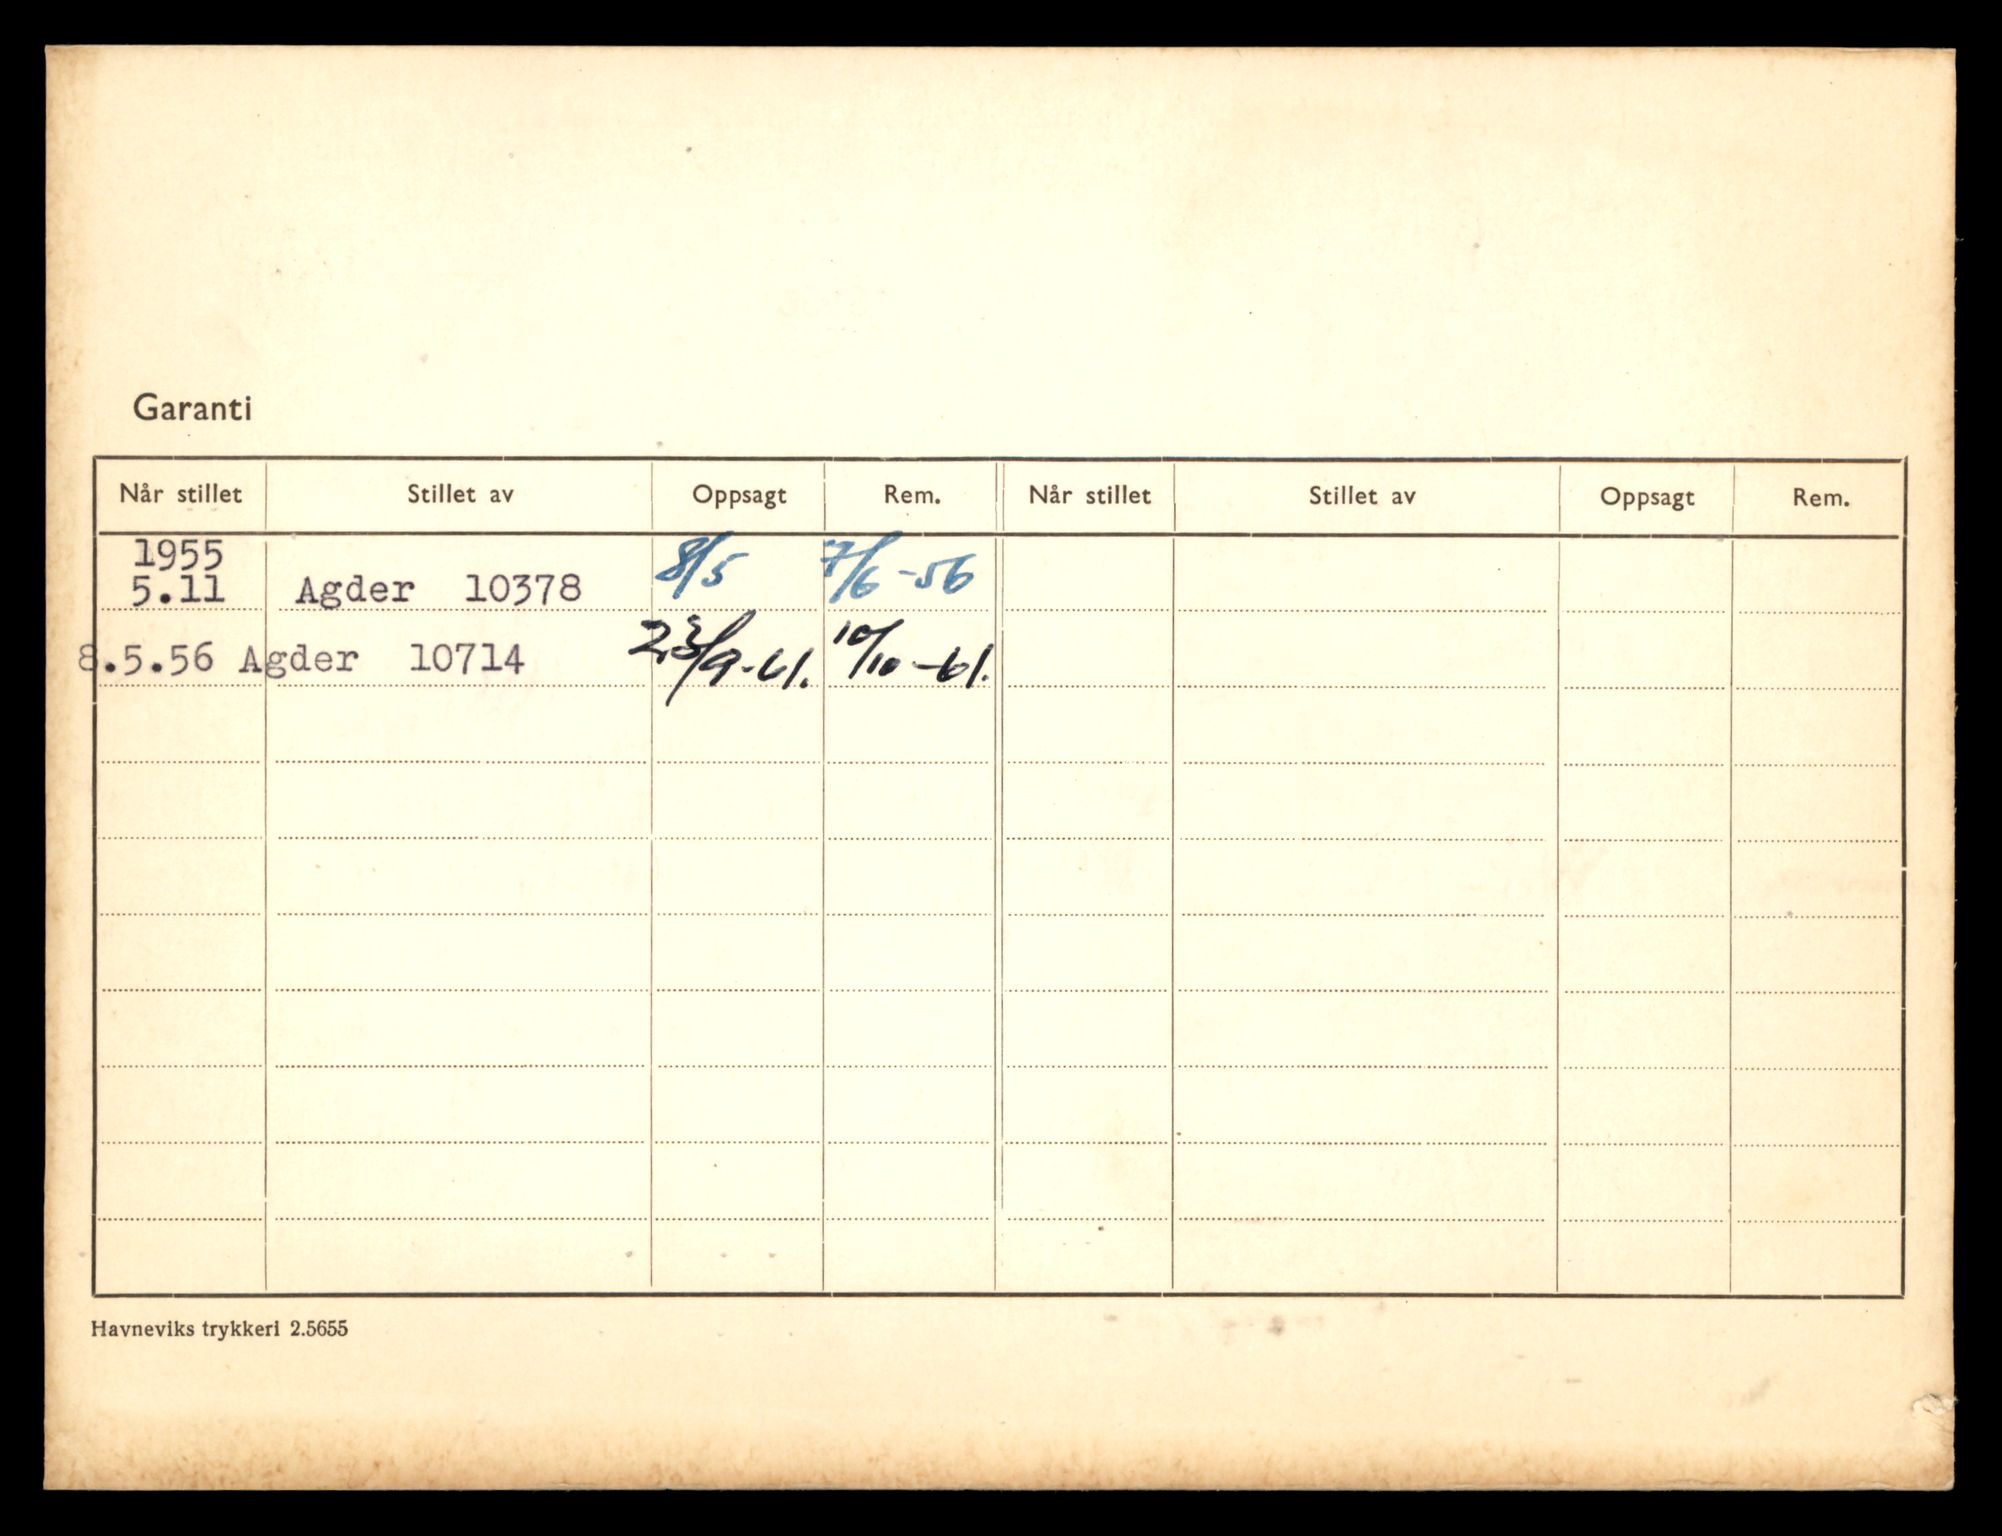 Garanti
Når stillet Stillet av Oppsagt Rem. Når stillet Stillet av Oppsagt Rem.
1955
5.11 Agder 10378 8/5 7/6-56
8.5.56 Agder 10714 23/9-61. 10/10-61.
Havneviks trykkeri 2.5655